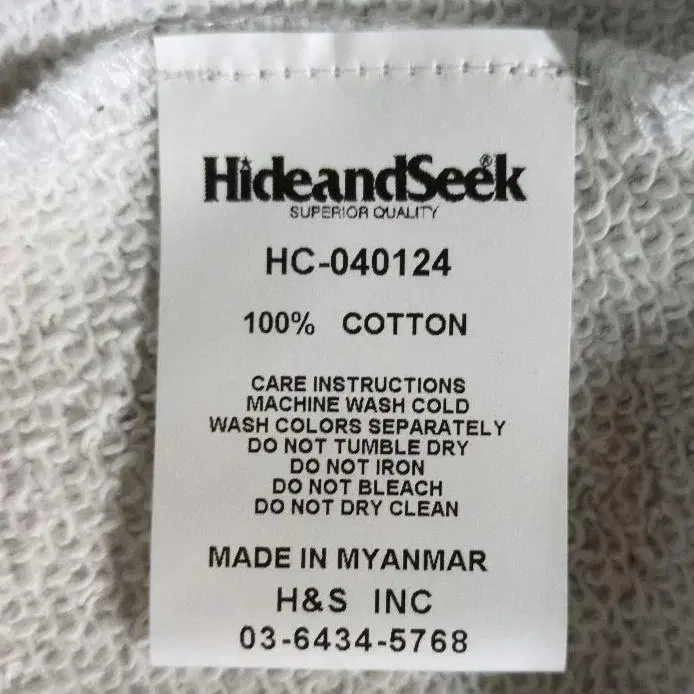 HideandSeek®
SUPERIOR QUALITY
HC-040124
100% COTTON
CARE INSTRUCTIONS
MACHINE WASH COLD
WASH COLORS SEPARATELY
DO NOT TUMBLE DRY
DO NOT IRON
DO NOT BLEACH
DO NOT DRY CLEAN
MADE IN MYANMAR
H&S INC
03-6434-5768